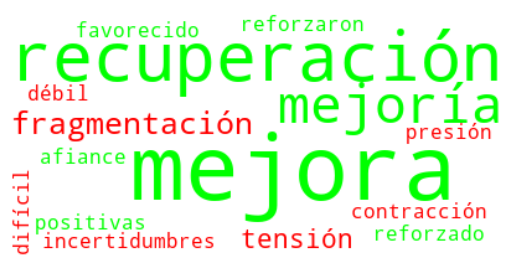 favorecido reforzaron
recuperación
débil mejoría
fragmentación presión
afiance mejora
difícil
contracción
positivas reforzado
incertidumbres tensión